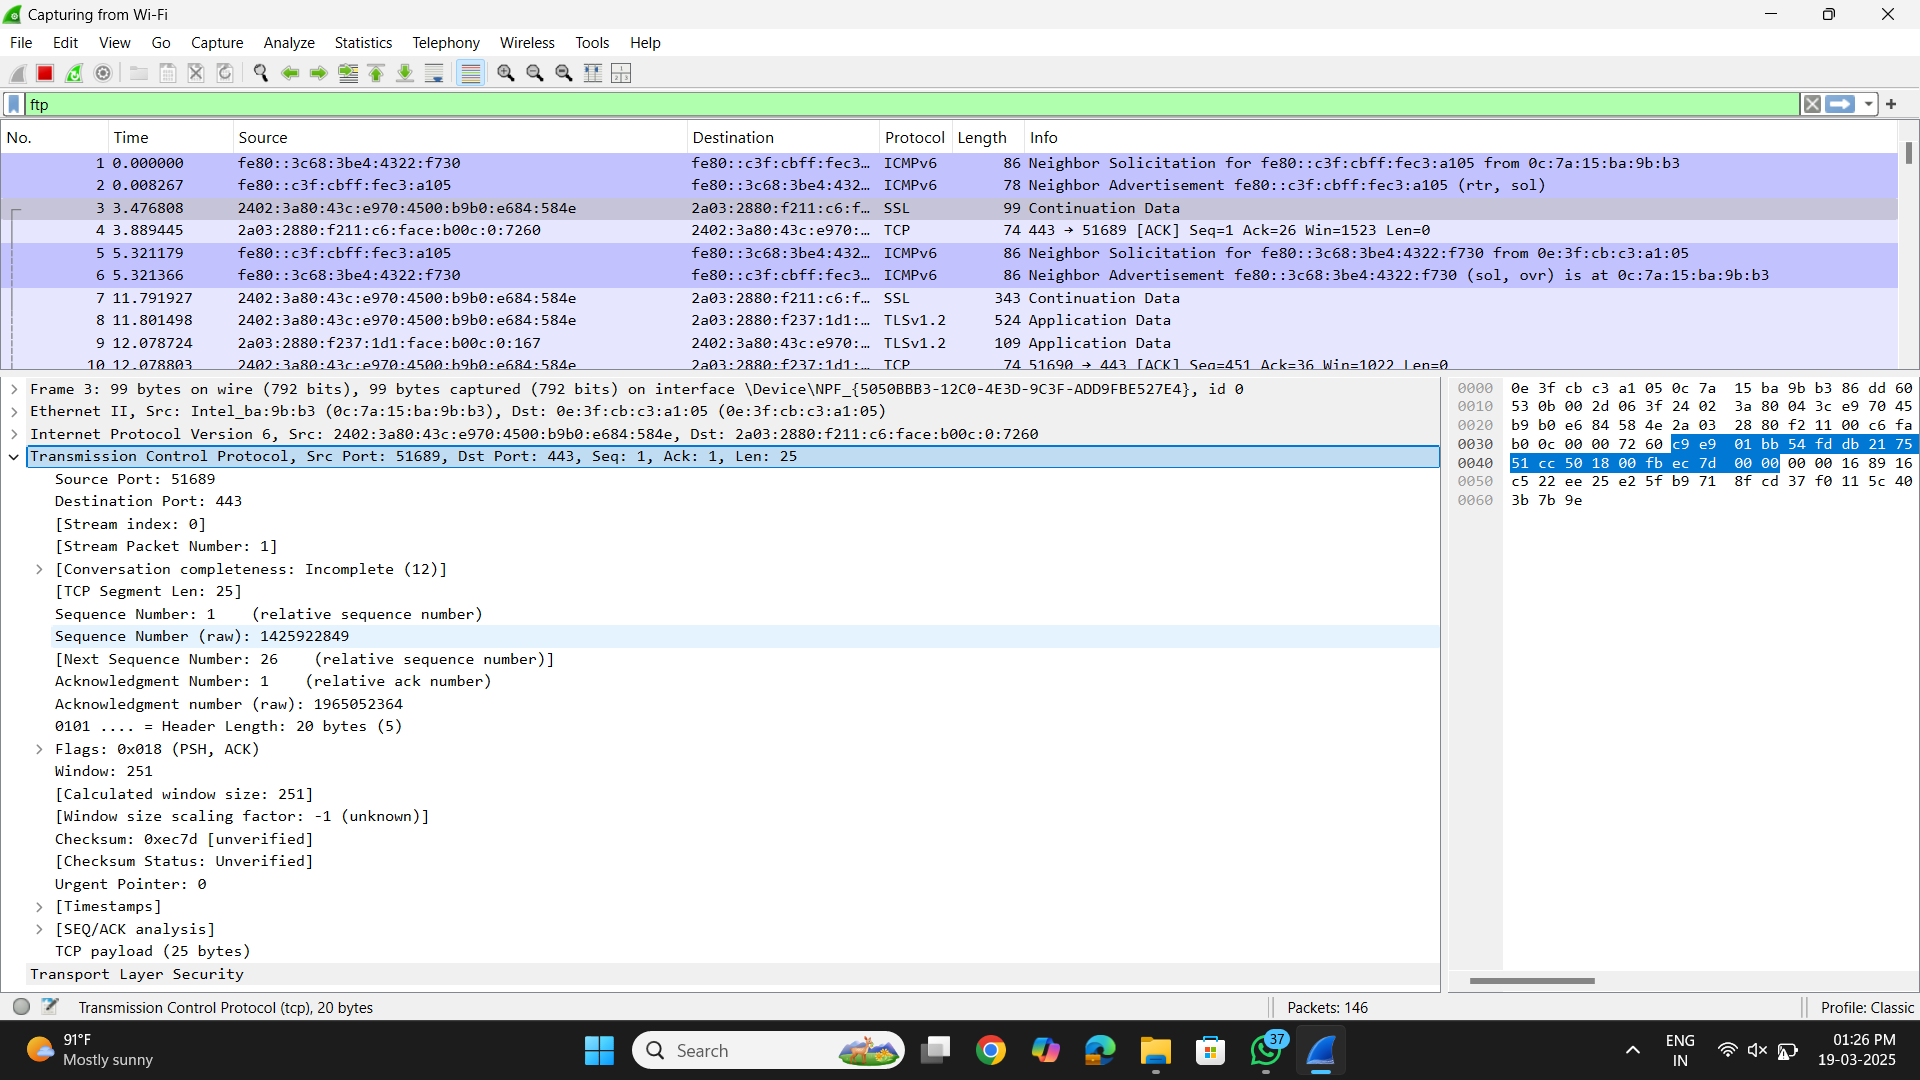 Capturing from Wi-Fi
File Edit View Go Capture Analyze Statistics Telephony Wireless Tools Help
ftp
No. Time Source Destination Protocol Length Info
1 0.000000 fe80::3c68:3be4:4322:f730 fe80::c3f:cbff:fec3… ICMPv6 86 Neighbor Solicitation for fe80::c3f:cbff:fec3:a105 from 0c:7a:15:ba:9b:b3
2 0.008267 fe80::c3f:cbff:fec3:a105 fe80::3c68:3be4:432… ICMPv6 78 Neighbor Advertisement fe80::c3f:cbff:fec3:a105 (rtr, sol)
3 3.476808 2402:3a80:43c:e970:4500:b9b0:e684:584e 2a03:2880:f211:c6:f… SSL 99 Continuation Data
4 3.889445 2a03:2880:f211:c6:face:b00c:0:7260 2402:3a80:43c:e970:… TCP 74 443 → 51689 [ACK] Seq=1 Ack=26 Win=1523 Len=0
5 5.321179 fe80::c3f:cbff:fec3:a105 fe80::3c68:3be4:432… ICMPv6 86 Neighbor Solicitation for fe80::3c68:3be4:4322:f730 from 0e:3f:cb:c3:a1:05
6 5.321366 fe80::3c68:3be4:4322:f730 fe80::c3f:cbff:fec3… ICMPv6 86 Neighbor Advertisement fe80::3c68:3be4:4322:f730 (sol, ovr) is at 0c:7a:15:ba:9b:b3
7 11.791927 2402:3a80:43c:e970:4500:b9b0:e684:584e 2a03:2880:f211:c6:f… SSL 343 Continuation Data
8 11.801498 2402:3a80:43c:e970:4500:b9b0:e684:584e 2a03:2880:f237:1d1:… TLSv1.2 524 Application Data
9 12.078724 2a03:2880:f237:1d1:face:b00c:0:167 2402:3a80:43c:e970:… TLSv1.2 109 Application Data
10 12.078803 2402:3a80:43c:e970:4500:b9b0:e684:584e 2a03:2880:f237:1d1:… TCP 74 51690 → 443 [ACK] Seq=451 Ack=36 Win=1022 Len=0
Frame 3: 99 bytes on wire (792 bits), 99 bytes captured (792 bits) on interface \Device\NPF_{5050BBB3-12C0-4E3D-9C3F-ADD9FBE527E4}, id 0
Ethernet II, Src: Intel_ba:9b:b3 (0c:7a:15:ba:9b:b3), Dst: 0e:3f:cb:c3:a1:05 (0e:3f:cb:c3:a1:05)
Internet Protocol Version 6, Src: 2402:3a80:43c:e970:4500:b9b0:e684:584e, Dst: 2a03:2880:f211:c6:face:b00c:0:7260
Transmission Control Protocol, Src Port: 51689, Dst Port: 443, Seq: 1, Ack: 1, Len: 25
Source Port: 51689
Destination Port: 443
[Stream index: 0]
[Stream Packet Number: 1]
[Conversation completeness: Incomplete (12)]
[TCP Segment Len: 25]
Sequence Number: 1 (relative sequence number)
Sequence Number (raw): 1425922849
[Next Sequence Number: 26 (relative sequence number)]
Acknowledgment Number: 1 (relative ack number)
Acknowledgment number (raw): 1965052364
0101 .... = Header Length: 20 bytes (5)
Flags: 0x018 (PSH, ACK)
Window: 251
[Calculated window size: 251]
[Window size scaling factor: -1 (unknown)]
Checksum: 0xec7d [unverified]
[Checksum Status: Unverified]
Urgent Pointer: 0
[Timestamps]
[SEQ/ACK analysis]
TCP payload (25 bytes)
Transport Layer Security
0000 0e 3f cb c3 a1 05 0c 7a 15 ba 9b b3 86 dd 60
0010 53 0b 00 2d 06 3f 24 02 3a 80 04 3c e9 70 45
0020 b9 b0 e6 84 58 4e 2a 03 28 80 f2 11 00 c6 fa
0030 b0 0c 00 00 72 60 c9 e9 01 bb 54 fd db 21 75
0040 51 cc 50 18 00 fb ec 7d 00 00 00 00 16 89 16
0050 c5 22 ee 25 e2 5f b9 71 8f cd 37 f0 11 5c 40
0060 3b 7b 9e
Transmission Control Protocol (tcp), 20 bytes
Packets: 146
Profile: Classic
91°F
Mostly sunny
Search
37
ENG
IN
01:26 PM
19-03-2025